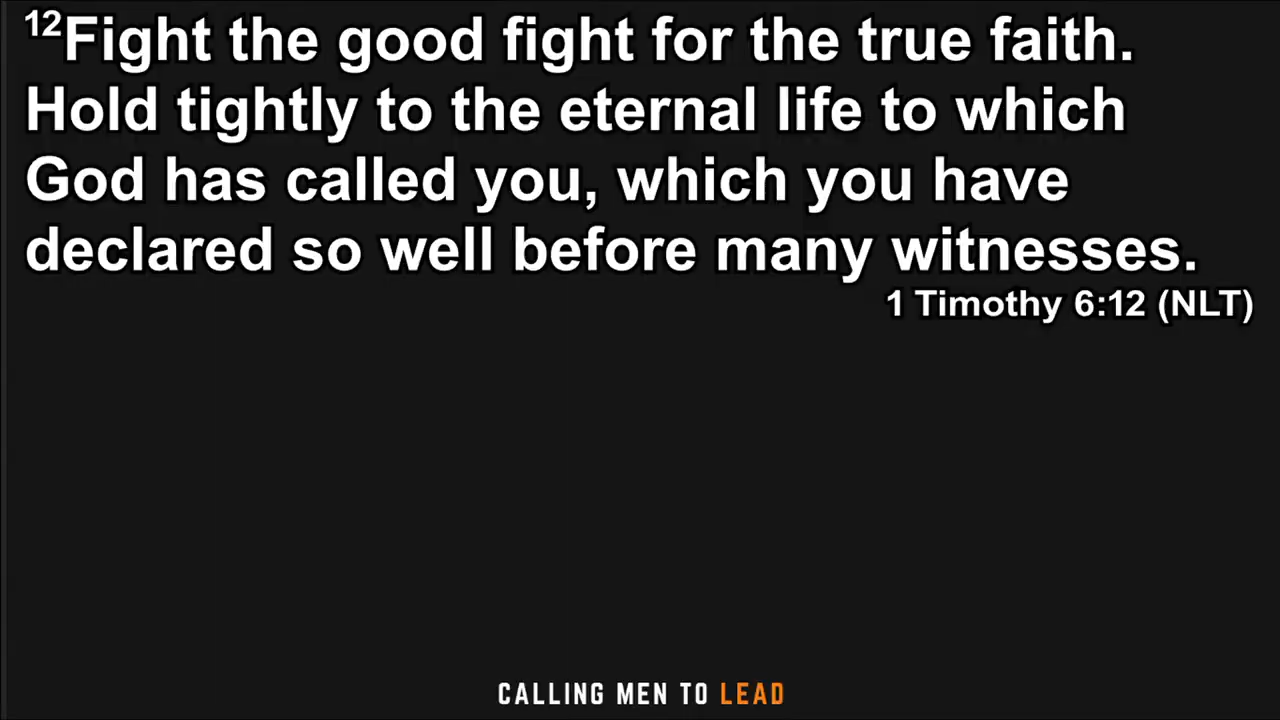 12Fight the good fight for the true faith.
Hold tightly to the eternal life to which
God has called you, which you have
declared so well before many witnesses.
1 Timothy 6:12 (NLT)
CALLING MEN TO LEAD